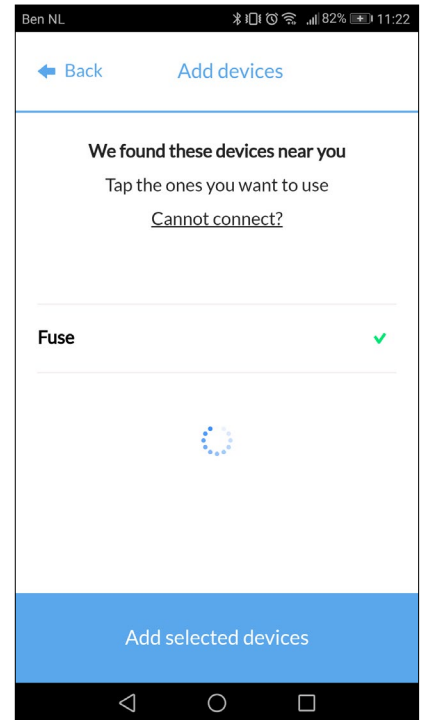 Ben NL 82% 11:22
Back Add devices
We found these devices near you
Tap the ones you want to use
Cannot connect?
Fuse
Add selected devices